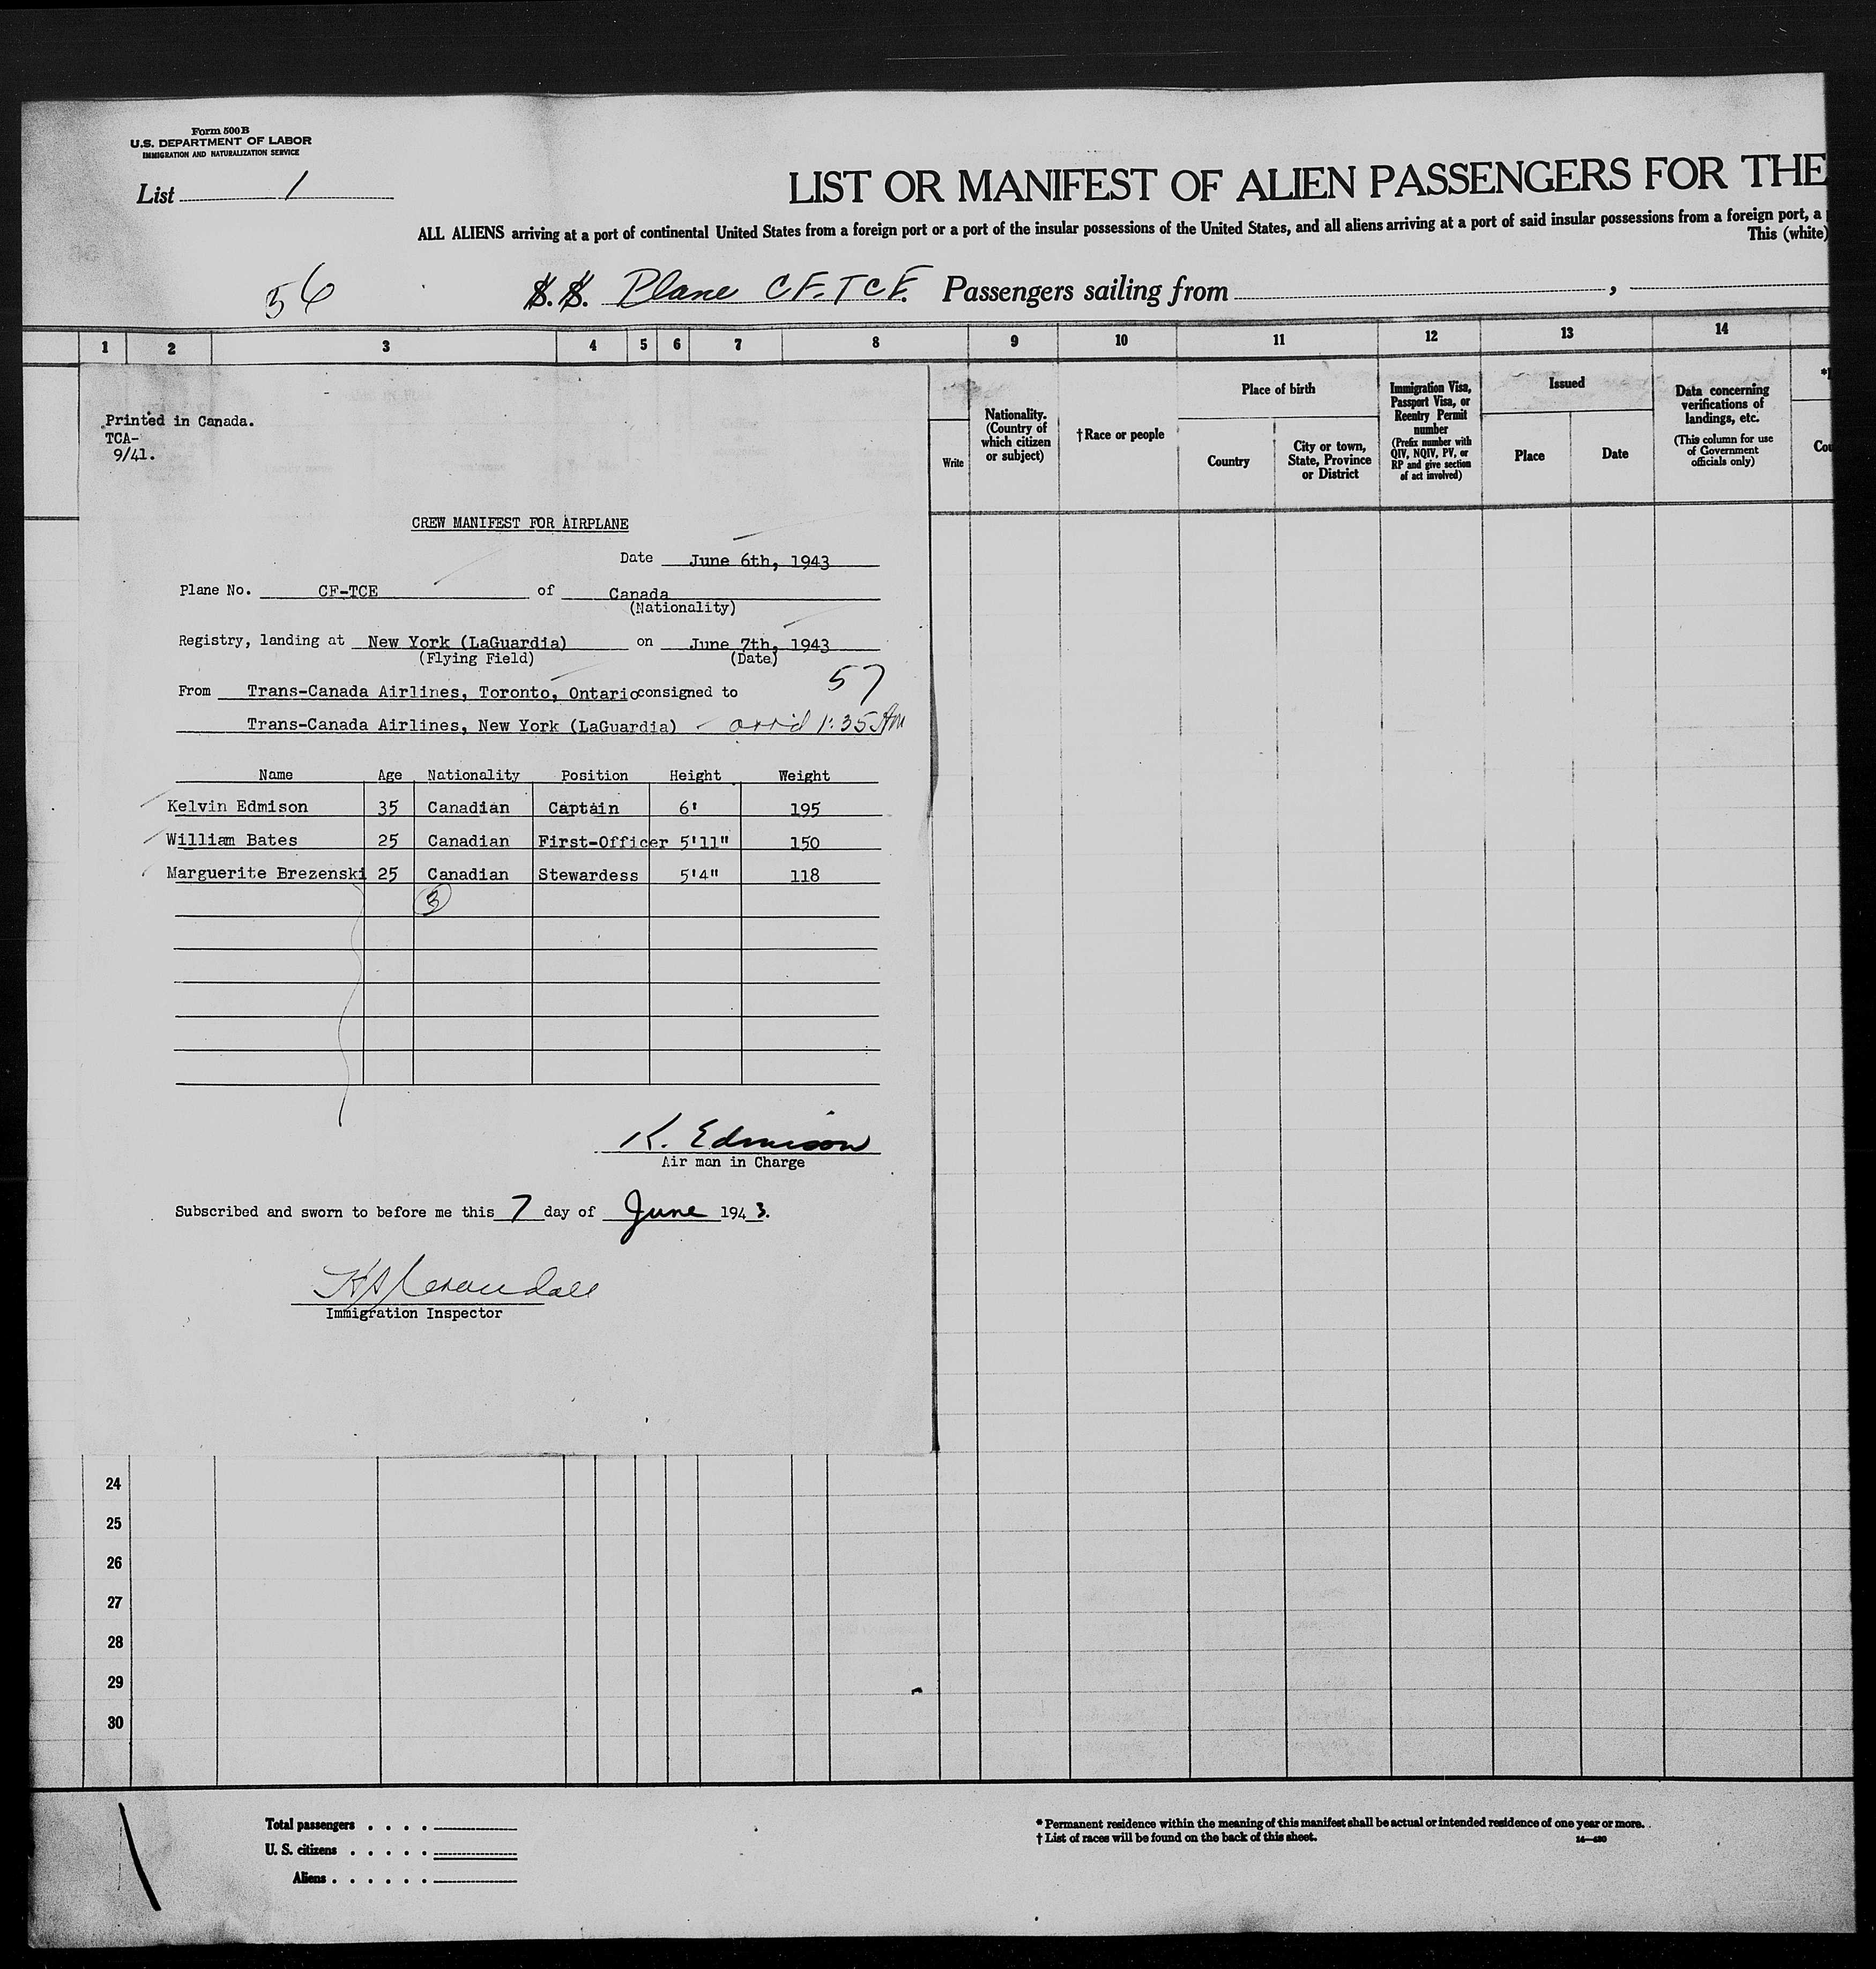 Form 500B
U.S. DEPARTMENT OF LABOR
IMMIGRATION AND NATURALIZATION SERVICE
List 1
LIST OR MANIFEST OF ALIEN PASSENGERS FOR THE
ALL ALIENS arriving at a port of continental United States from a foreign port or a port of the insular possessions of the United States, and all aliens arriving at a port of said insular possessions from a foreign port, a
This (white)
56
S.S. Plane CF-TCE. Passengers sailing from ,
1 2 3 4 5 6 7 8 9 10 11 12 13 14
Write
Nationality. (Country of which citizen or subject)
†Race or people
Place of birth
Country
City or town, State, Province or District
Immigration Visa, Passport Visa, or Reentry Permit number
(Prefix number with QIV, NQIV, PV, or RP and give section of act involved)
Issued
Place
Date
Data concerning verifications of landings, etc.
(This column for use of Government officials only)
Cou
Printed in Canada.
TCA-
9/41.
CREW MANIFEST FOR AIRPLANE
Date June 6th, 1943
Plane No. CF-TCE of Canada
(Nationality)
Registry, landing at New York (LaGuardia) on June 7th, 1943
(Flying Field) (Date)
57
From Trans-Canada Airlines, Toronto, Ontario consigned to
Trans-Canada Airlines, New York (LaGuardia) - arr'd 1:35 AM
Name Age Nationality Position Height Weight
Kelvin Edmison 35 Canadian Captain 6' 195
William Bates 25 Canadian First-Officer 5'11" 150
Marguerite Brezenski 25 Canadian Stewardess 5'4" 118
3
K. Edmison
Air man in Charge
Subscribed and sworn to before me this 7 day of June 1943.
Immigration Inspector
24
25
26
27
28
29
30
Total passengers . . . .
U. S. citizens . . . . .
Aliens . . . . . .
* Permanent residence within the meaning of this manifest shall be actual or intended residence of one year or more.
† List of races will be found on the back of this sheet.